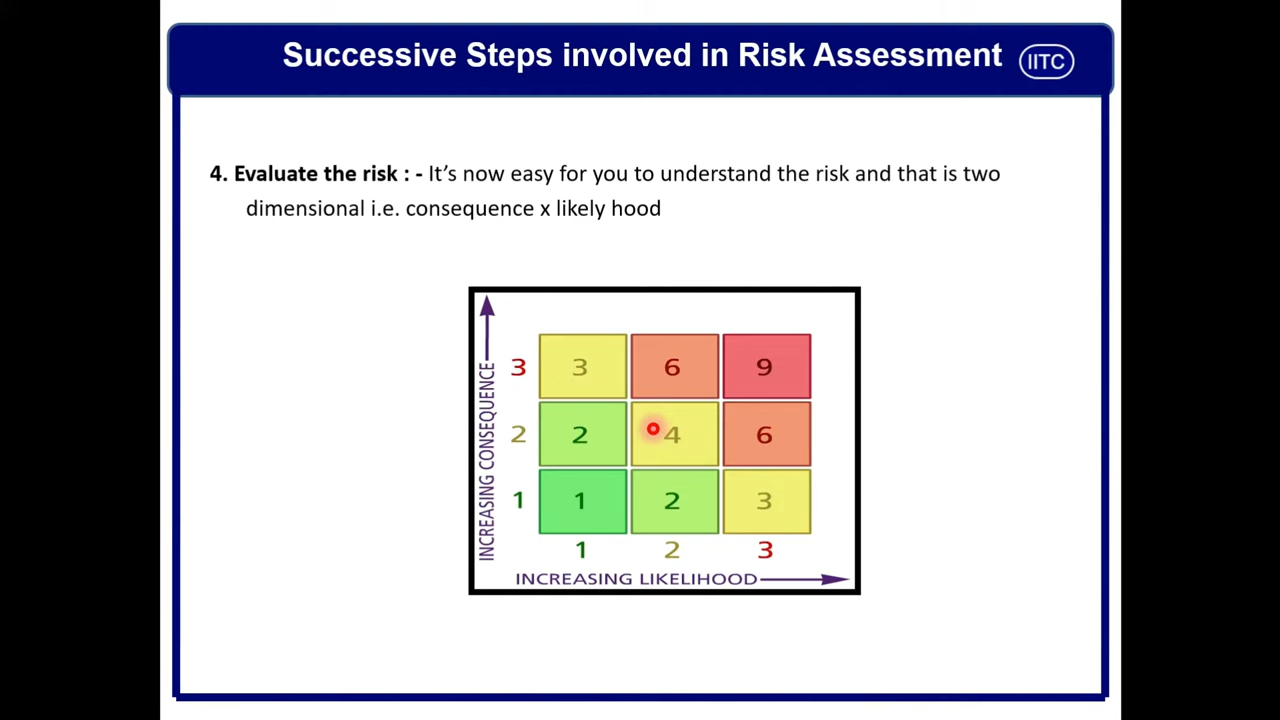 Successive Steps involved in Risk Assessment
IITC
4. Evaluate the risk : - It's now easy for you to understand the risk and that is two
dimensional i.e. consequence x likely hood
INCREASING CONSEQUENCE
3 3 6 9
2 2 4 6
1 1 2 3
1 2 3
INCREASING LIKELIHOOD